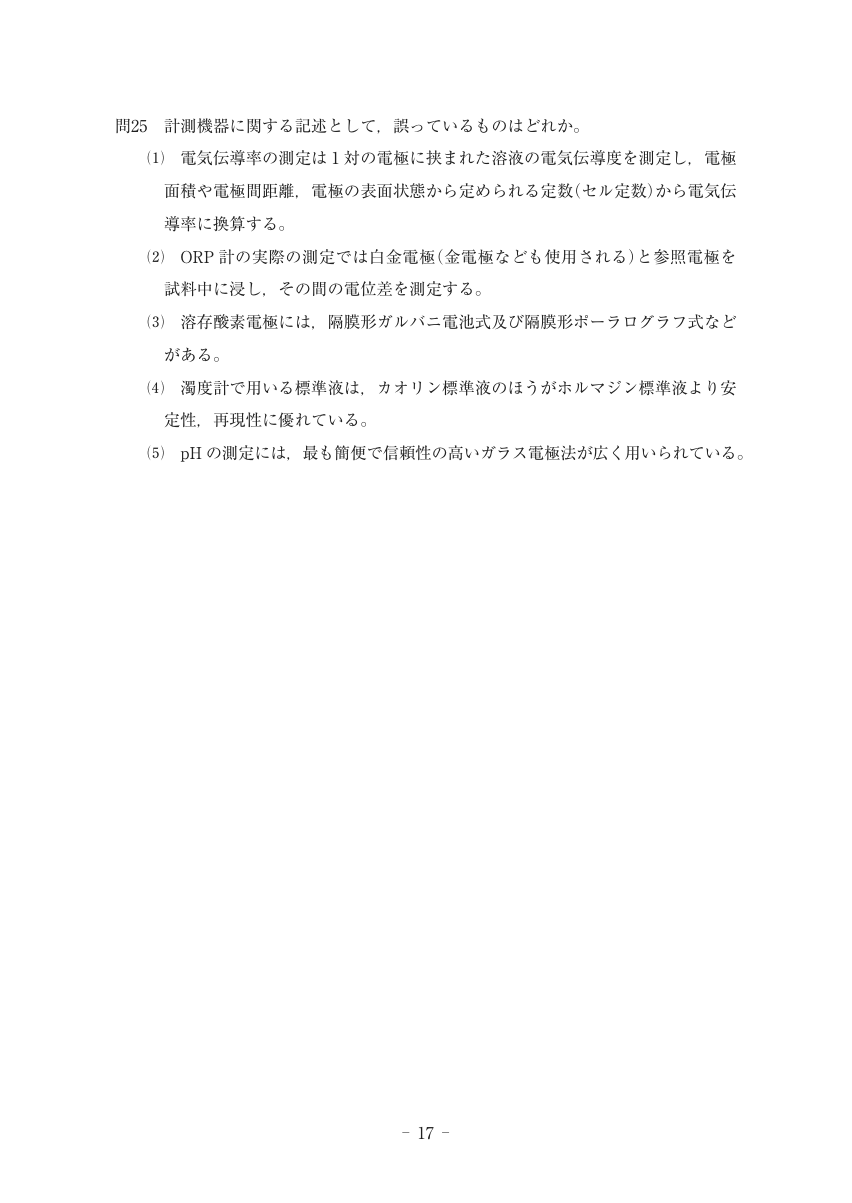 問25　計測機器に関する記述として，誤っているものはどれか。
⑴　電気伝導率の測定は１対の電極に挟まれた溶液の電気伝導度を測定し，電極
面積や電極間距離，電極の表面状態から定められる定数(セル定数)から電気伝
導率に換算する。
⑵　ORP 計の実際の測定では白金電極(金電極なども使用される)と参照電極を
試料中に浸し，その間の電位差を測定する。
⑶　溶存酸素電極には，隔膜形ガルバニ電池式及び隔膜形ポーラログラフ式など
がある。
⑷　濁度計で用いる標準液は，カオリン標準液のほうがホルマジン標準液より安
定性，再現性に優れている。
⑸　pH の測定には，最も簡便で信頼性の高いガラス電極法が広く用いられている。
－ 17 －